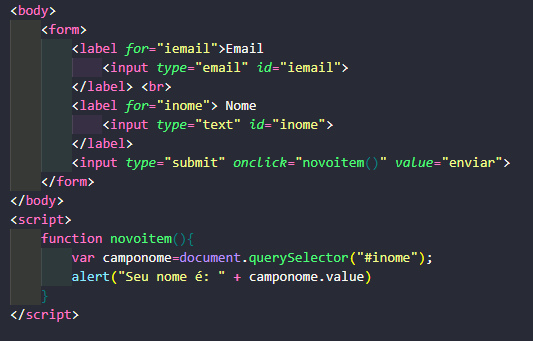 <body>
<form>
<label for="iemail">Email
<input type="email" id="iemail">
</label> <br>
<label for="inome"> Nome
<input type="text" id="inome">
</label>
<input type="submit" onclick="novoitem()" value="enviar">
</form>
</body>
<script>
function novoitem(){
var camponome=document.querySelector("#inome");
alert("Seu nome é: " + camponome.value)
}
</script>